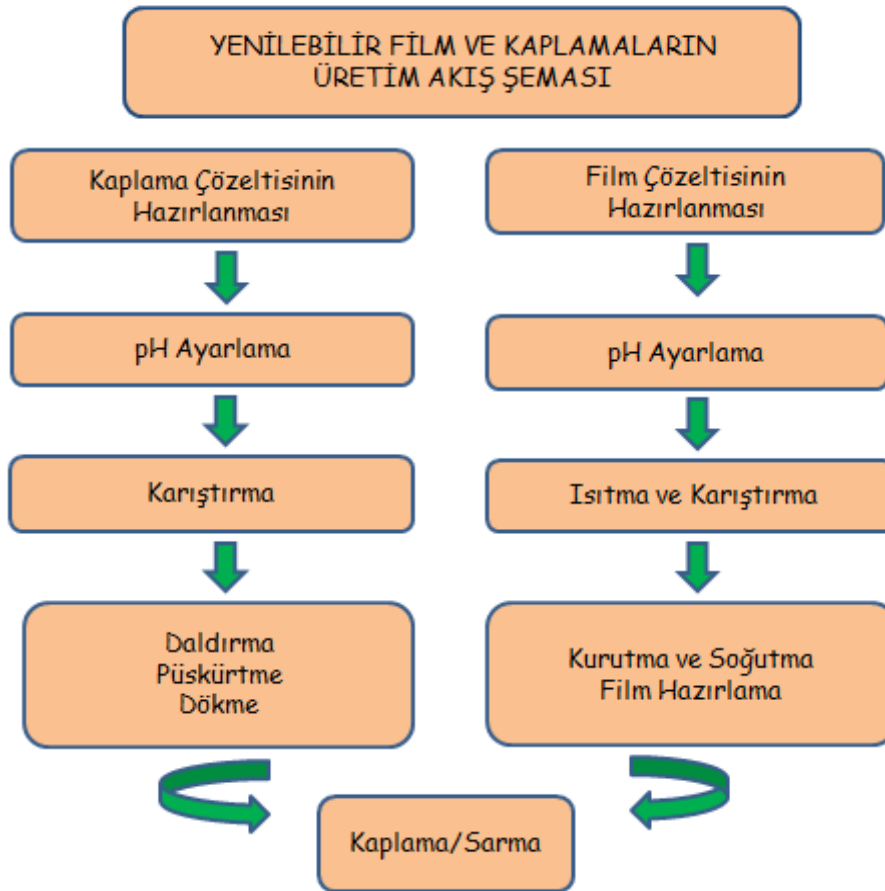 YENİLEBİLİR FİLM VE KAPLAMALARIN
ÜRETİM AKIŞ ŞEMASI
Kaplama Çözeltisinin
Hazırlanması
pH Ayarlama
Karıştırma
Daldırma
Püskürtme
Dökme
Film Çözeltisinin
Hazırlanması
pH Ayarlama
Isıtma ve Karıştırma
Kurutma ve Soğutma
Film Hazırlama
Kaplama/Sarma